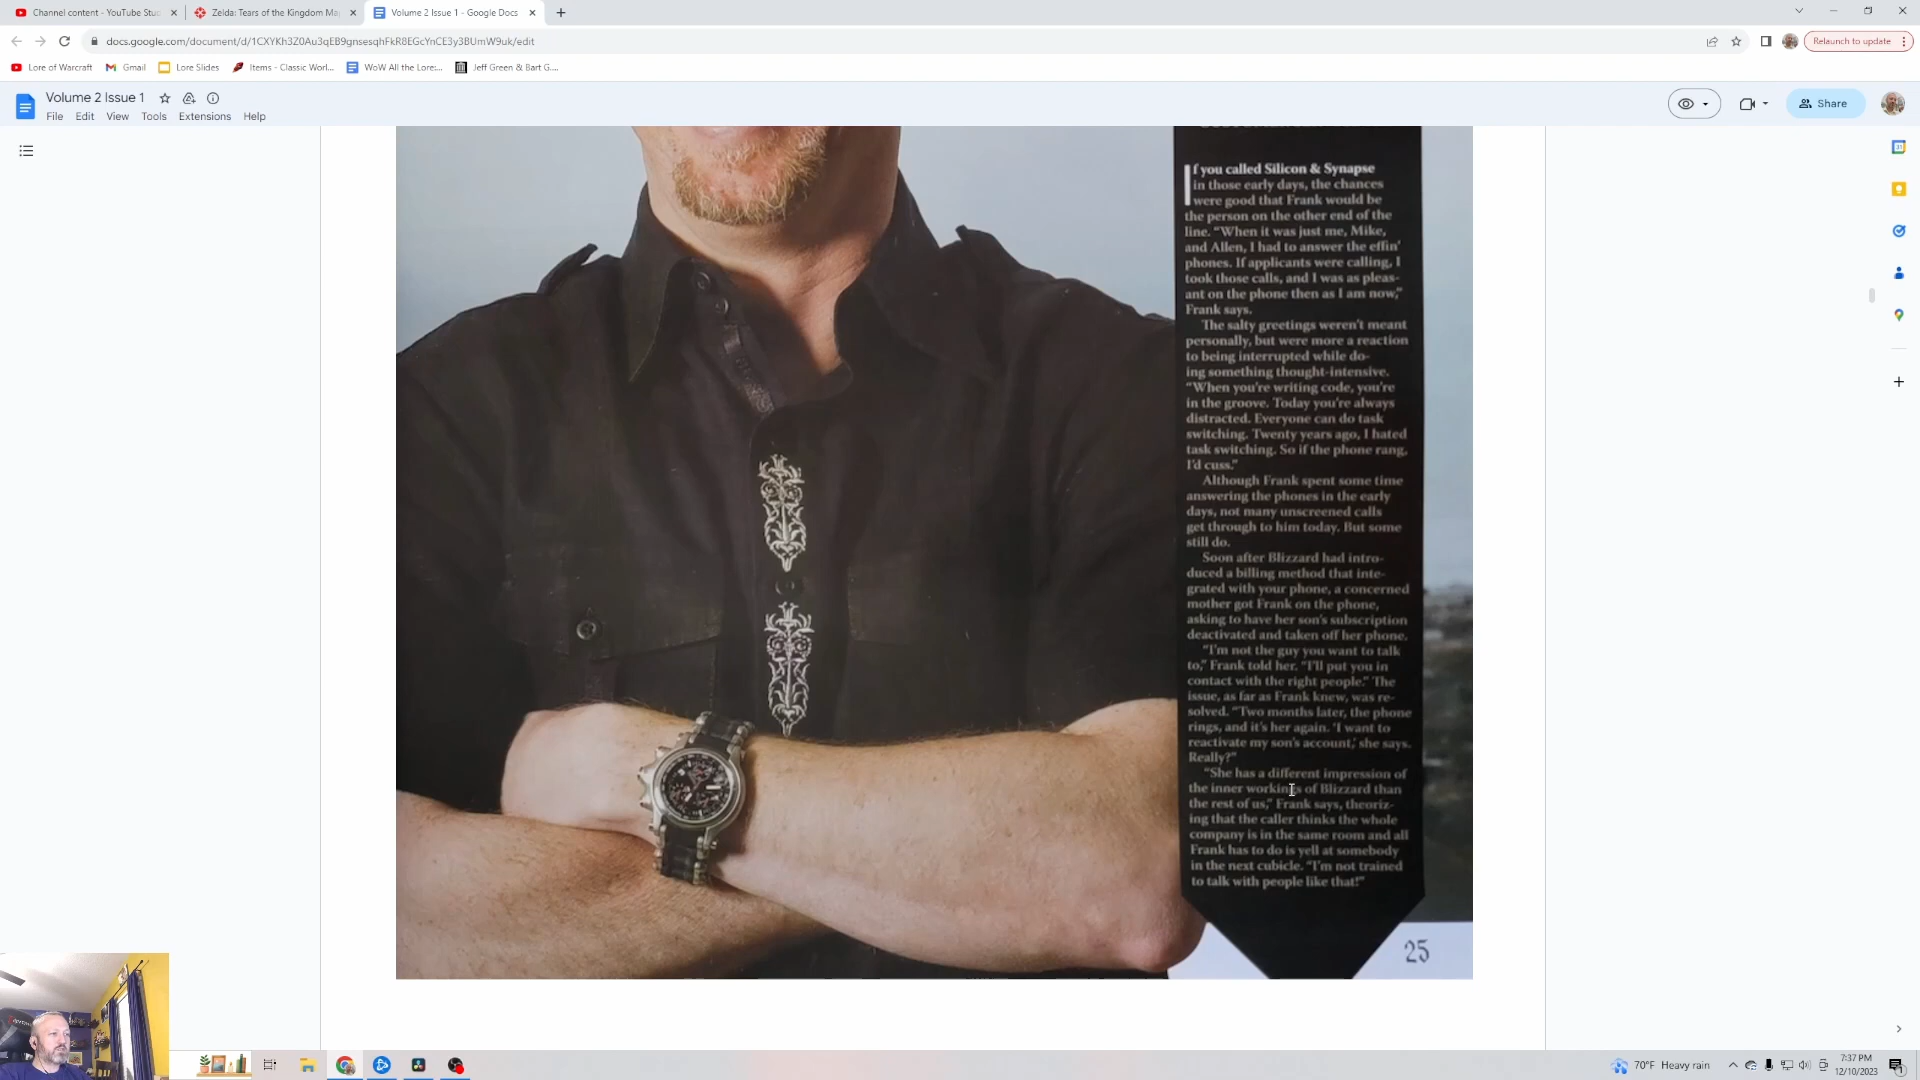 Channel content - YouTube Stu
Zelda: Tears of the Kingdom Ma
Volume 2 Issue 1 - Google Docs
docs.google.com/document/d/1CXYKh3Z0Au3qEB9gnsesqhFkR8EGcYnCE3y3BUmW9uk/edit
Relaunch to update
Lore of Warcraft
Gmail
Lore Slides
Items - Classic Worl...
WoW All the Lore:...
Jeff Green & Bart G....
Volume 2 Issue 1
Share
File Edit View Tools Extensions Help
If you called Silicon & Synapse
in those early days, the chances
were good that Frank would be
the person on the other end of the
line. “When it was just me, Mike,
and Allen, I had to answer the effin'
phones. If applicants were calling, I
took those calls, and I was as pleas-
ant on the phone then as I am now,”
Frank says.
The salty greetings weren't meant
personally, but were more a reaction
to being interrupted while do-
ing something thought-intensive.
“When you're writing code, you're
in the groove. Today you're always
distracted. Everyone can do task
switching. Twenty years ago, I hated
task switching. So if the phone rang,
I'd cuss.”
Although Frank spent some time
answering the phones in the early
days, not many unscreened calls
get through to him today. But some
still do.
Soon after Blizzard had intro-
duced a billing method that inte-
grated with your phone, a concerned
mother got Frank on the phone,
asking to have her son's subscription
deactivated and taken off her phone.
“I'm not the guy you want to talk
to,” Frank told her. “I'll put you in
contact with the right people.” The
issue, as far as Frank knew, was re-
solved. “Two months later, the phone
rings, and it's her again. 'I want to
reactivate my son's account,' she says.
Really?”
“She has a different impression of
the inner workings of Blizzard than
the rest of us,” Frank says, theoriz-
ing that the caller thinks the whole
company is in the same room and all
Frank has to do is yell at somebody
in the next cubicle. “I'm not trained
to talk with people like that!”
25
70°F Heavy rain
7:37 PM
12/10/2023